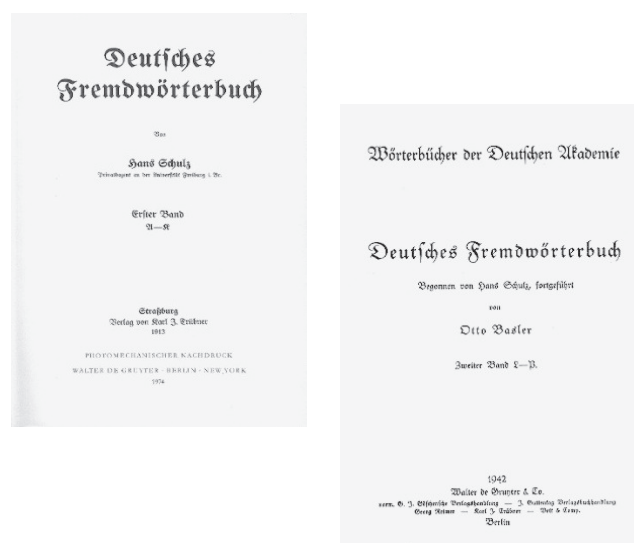 Deutſches
Fremdwörterbuch
Von
Hans Schulz
Privatdozent an der Univerſität Freiburg i. Br.
Erſter Band
A—K
Straßburg
Verlag von Karl J. Trübner
1913
PHOTOMECHANISCHER NACHDRUCK
WALTER DE GRUYTER · BERLIN · NEW YORK
1974
Wörterbücher der Deutſchen Akademie
Deutſches Fremdwörterbuch
Begonnen von Hans Schulz, fortgeführt
von
Otto Basler
Zweiter Band L—P.
1942
Walter de Gruyter & Co.
vorm. G. J. Göſchenſche Verlagshandlung — J. Guttentag Verlagsbuchhandlung
Georg Reimer — Karl J. Trübner — Veit & Comp.
Berlin